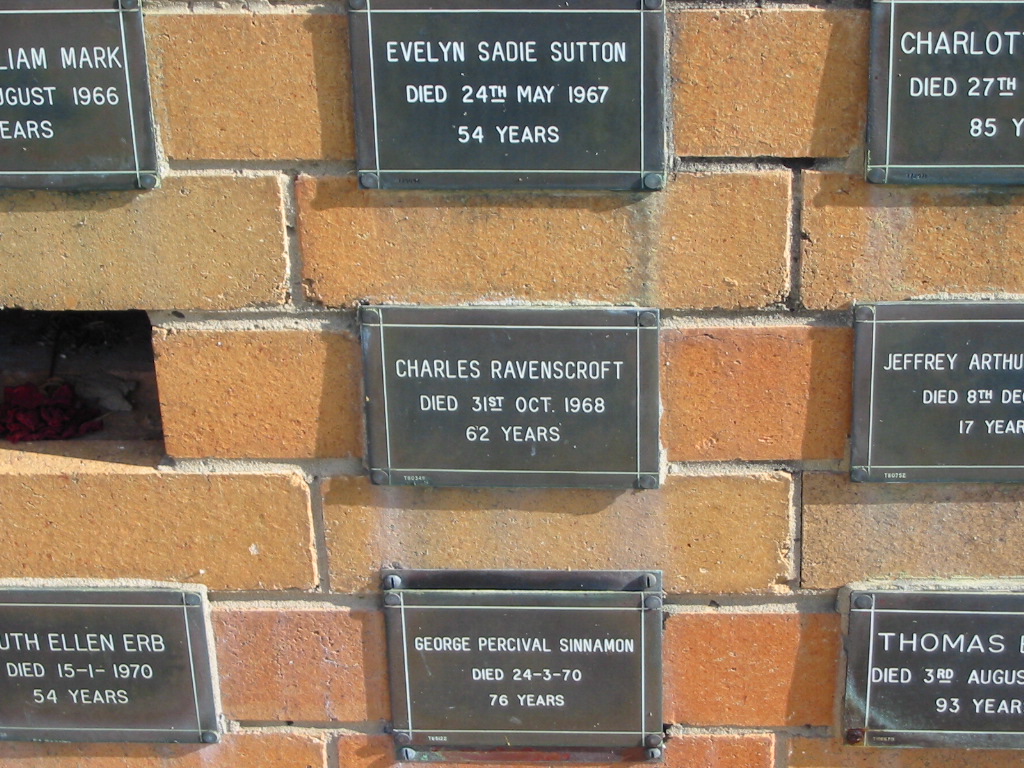 LIAM MARK
UGUST 1966
EARS
EVELYN SADIE SUTTON
DIED 24TH MAY 1967
54 YEARS
CHARLOTT
DIED 27TH
85 Y
CHARLES RAVENSCROFT
DIED 31ST OCT. 1968
62 YEARS
JEFFREY ARTHU
DIED 8TH DEC
17 YEAR
T80752
UTH ELLEN ERB
DIED 15-1-1970
54 YEARS
GEORGE PERCIVAL SINNAMON
DIED 24-3-70
76 YEARS
THOMAS E
DIED 3RD AUGUS
93 YEAR